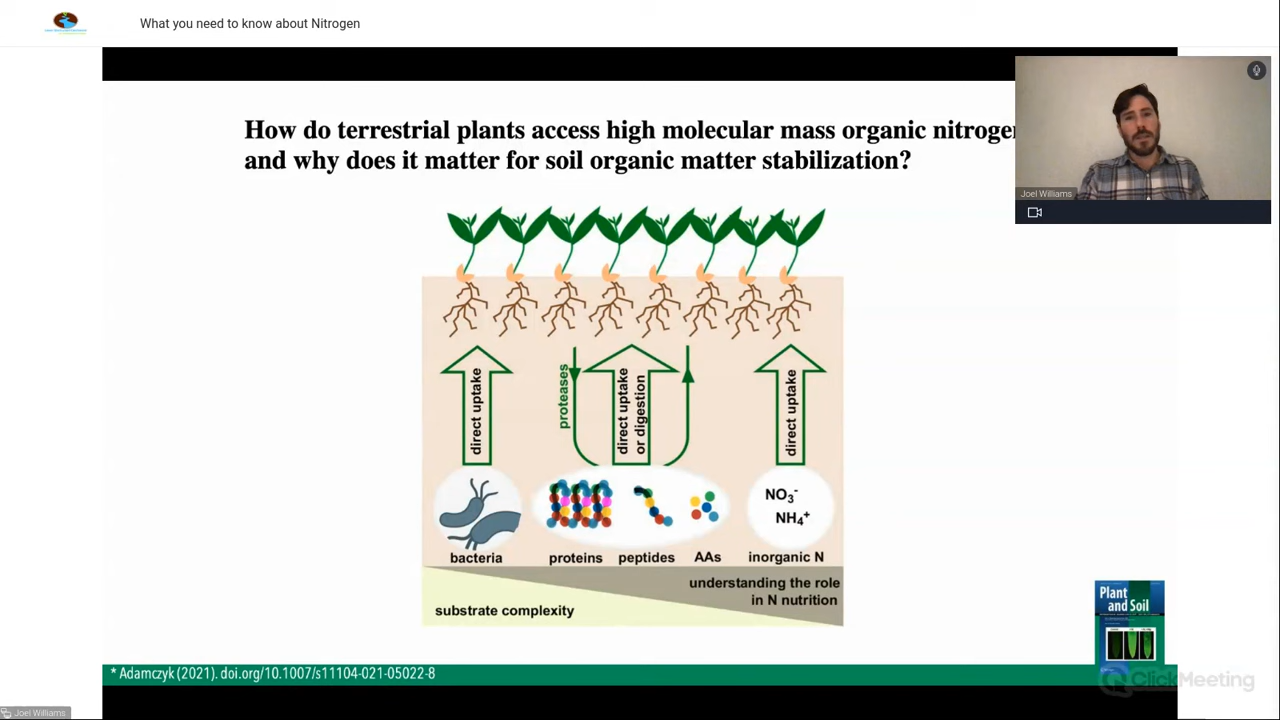 What you need to know about Nitrogen
How do terrestrial plants access high molecular mass organic nitroge
and why does it matter for soil organic matter stabilization?
Joel Williams
direct uptake
proteases
direct uptake
or digestion
direct uptake
NO₃⁻
NH₄⁺
bacteria
proteins
peptides
AAs
inorganic N
understanding the role
in N nutrition
substrate complexity
Plant
and Soil
* Adamczyk (2021). doi.org/10.1007/s11104-021-05022-8
ClickMeeting
Joel Williams